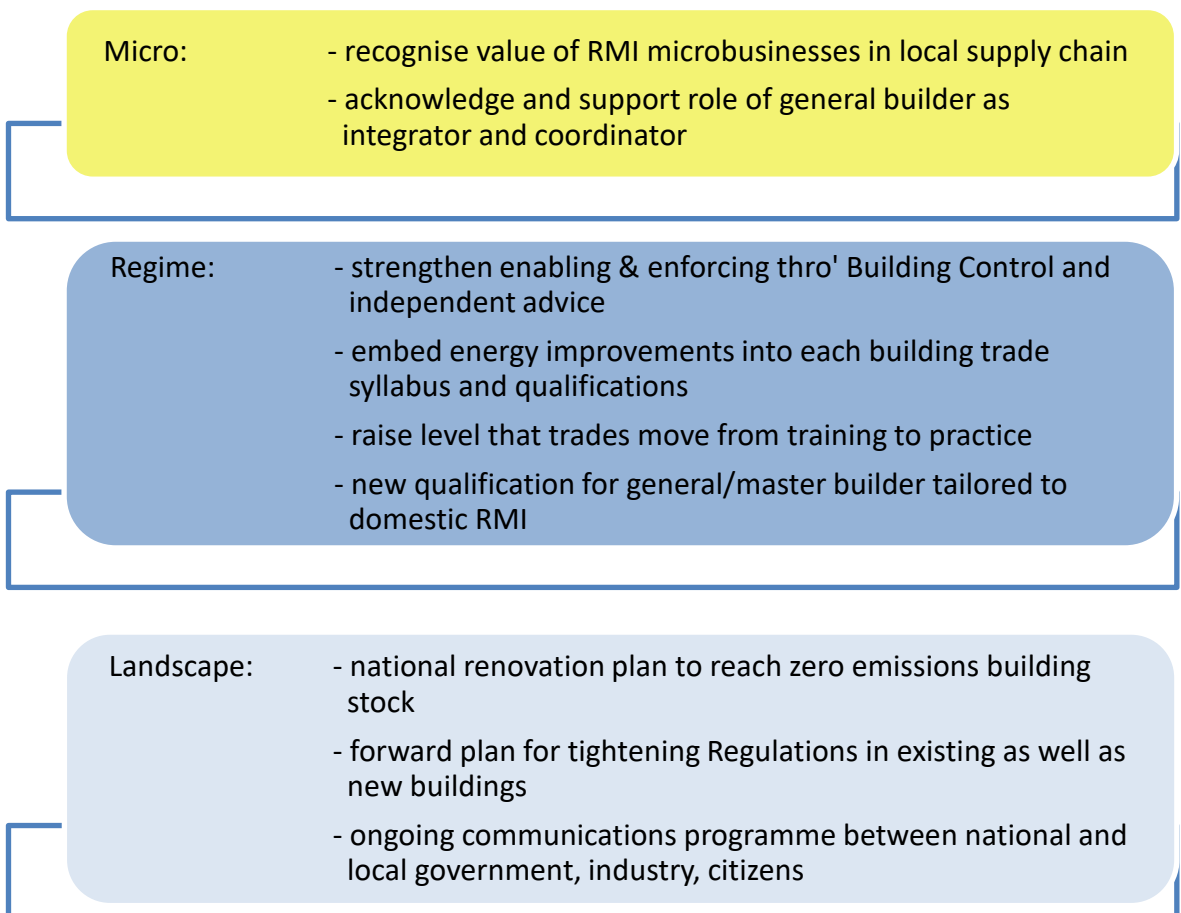 Micro: - recognise value of RMI microbusinesses in local supply chain
- acknowledge and support role of general builder as
integrator and coordinator
Regime: - strengthen enabling & enforcing thro' Building Control and
independent advice
- embed energy improvements into each building trade
syllabus and qualifications
- raise level that trades move from training to practice
- new qualification for general/master builder tailored to
domestic RMI
Landscape: - national renovation plan to reach zero emissions building
stock
- forward plan for tightening Regulations in existing as well as
new buildings
- ongoing communications programme between national and
local government, industry, citizens